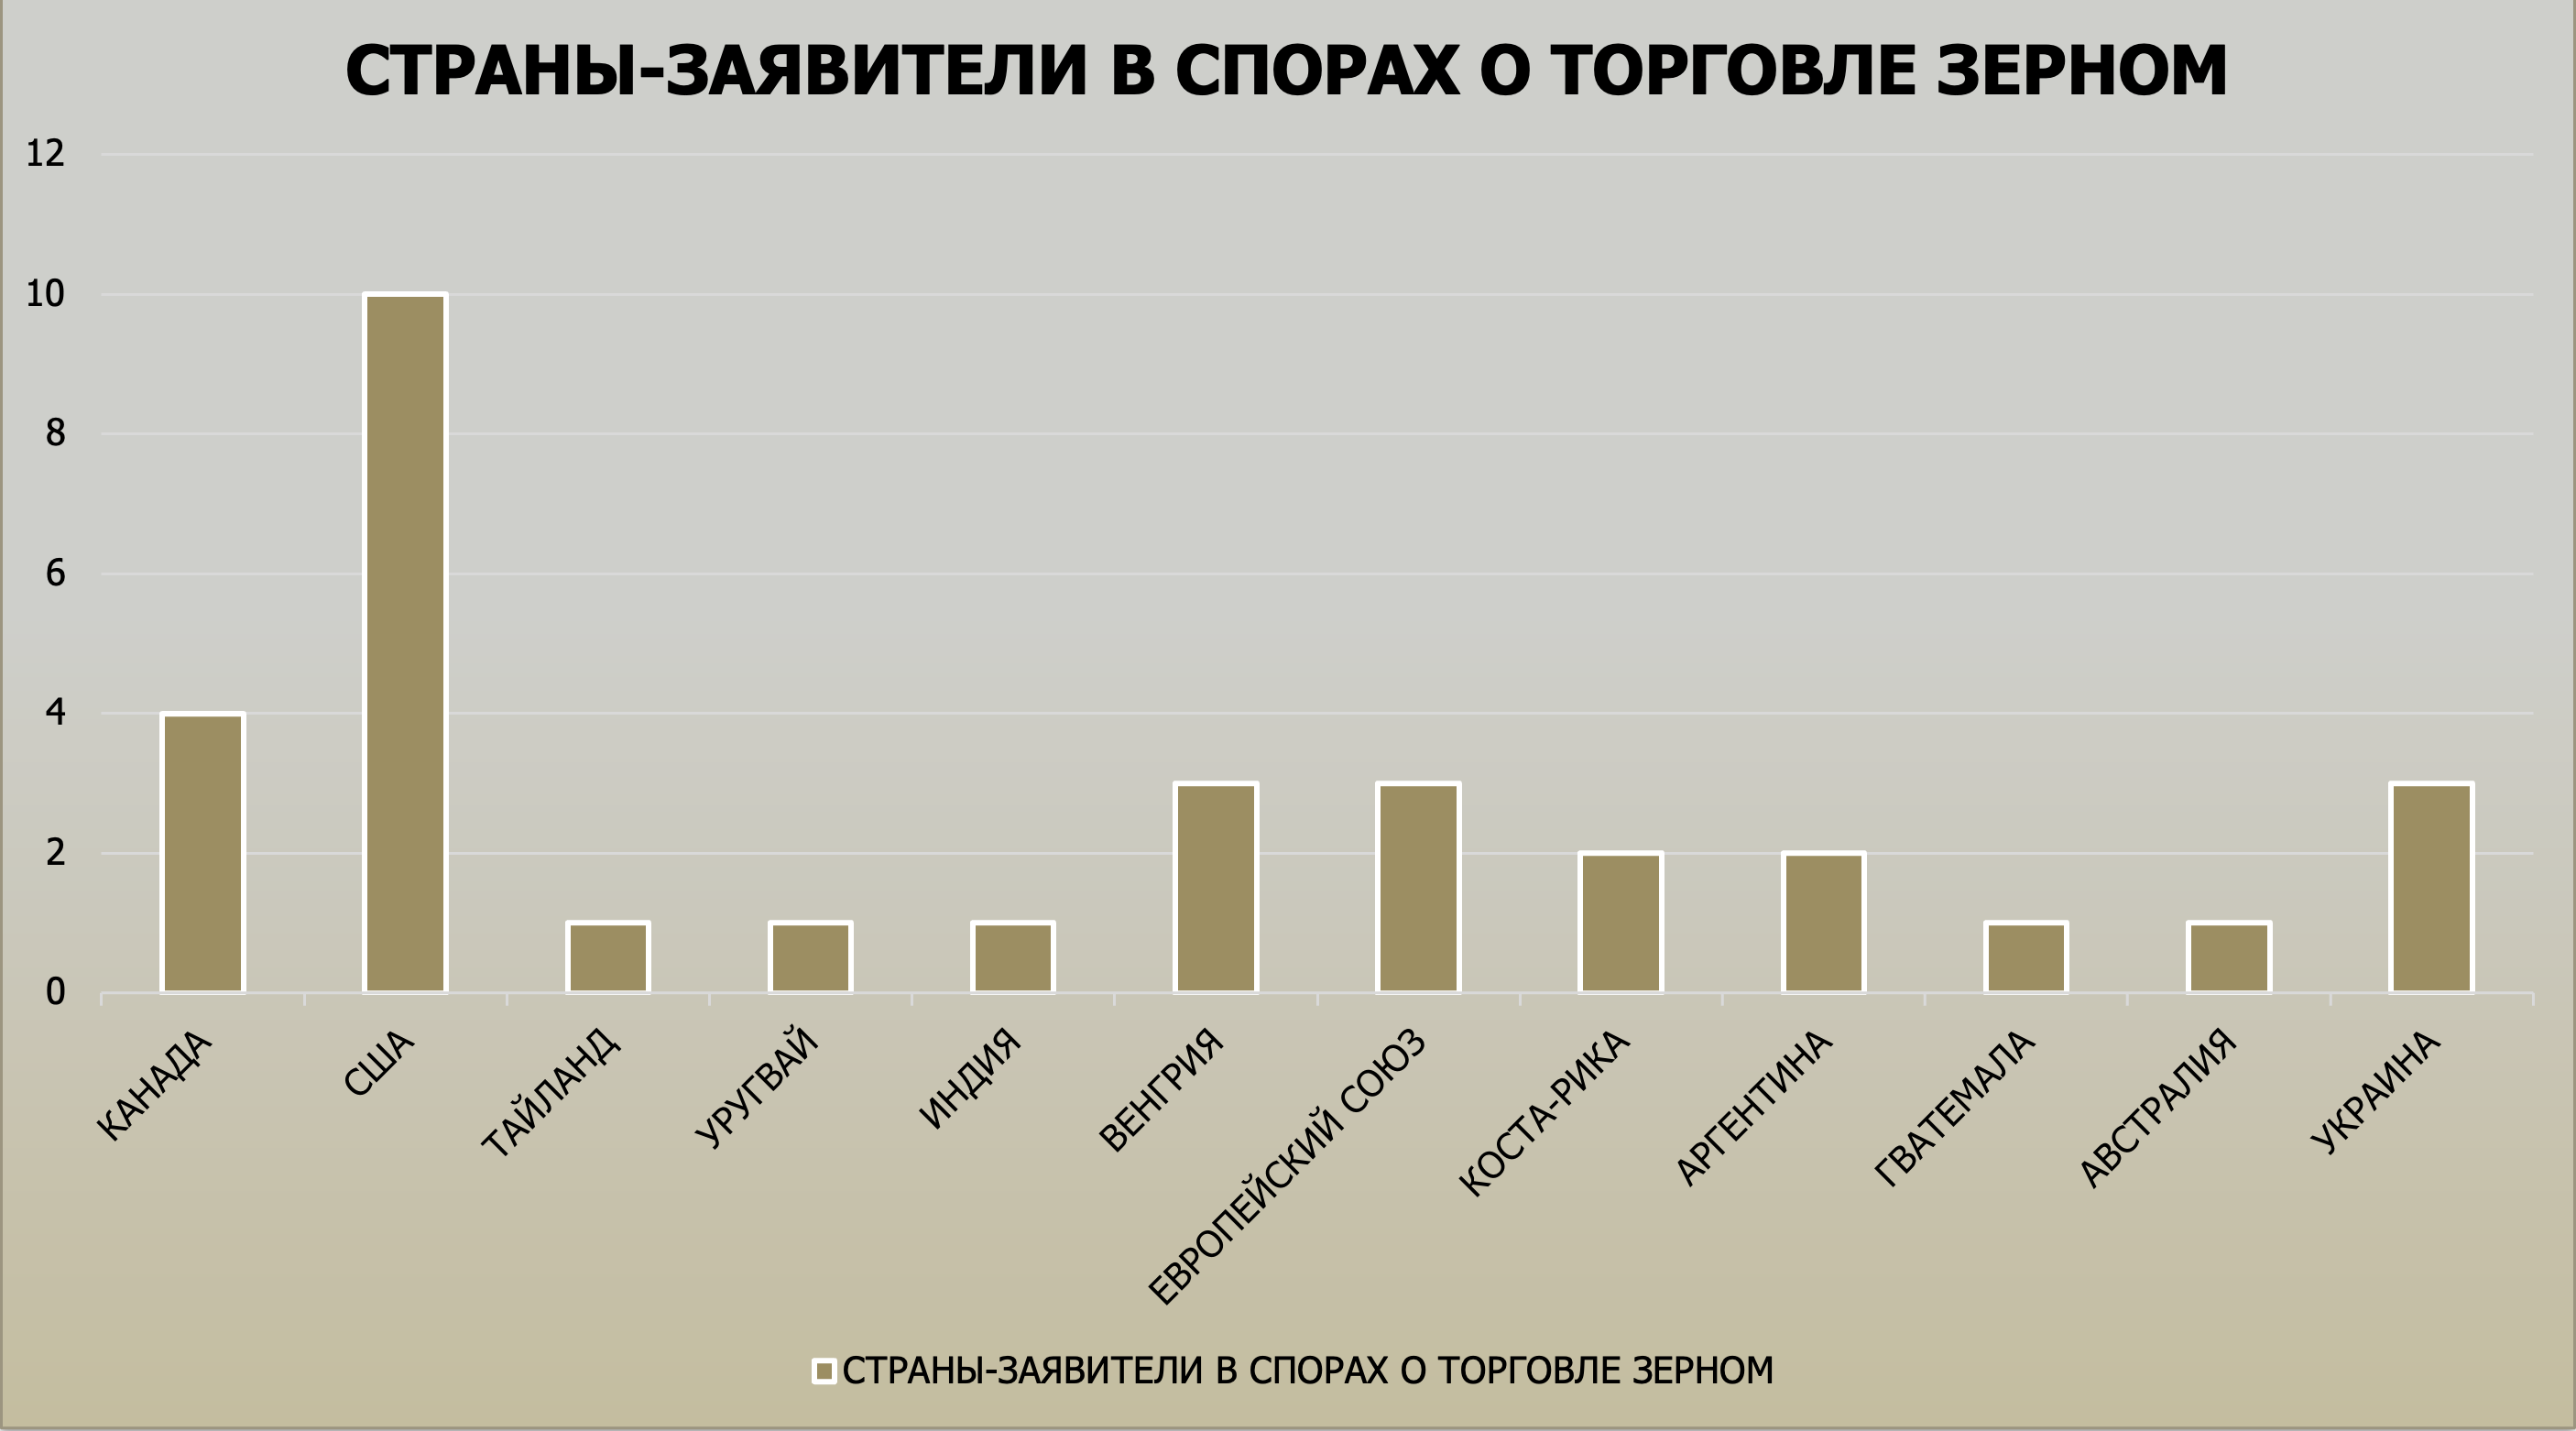 СТРАНЫ-ЗАЯВИТЕЛИ В СПОРАХ О ТОРГОВЛЕ ЗЕРНОМ
12
10
8
6
4
2
0
КАНАДА
США
ТАЙЛАНД
УРУГВАЙ
ИНДИЯ
ВЕНГРИЯ
ЕВРОПЕЙСКИЙ СОЮЗ
КОСТА-РИКА
АРГЕНТИНА
ГВАТЕМАЛА
АВСТРАЛИЯ
УКРАИНА
СТРАНЫ-ЗАЯВИТЕЛИ В СПОРАХ О ТОРГОВЛЕ ЗЕРНОМ